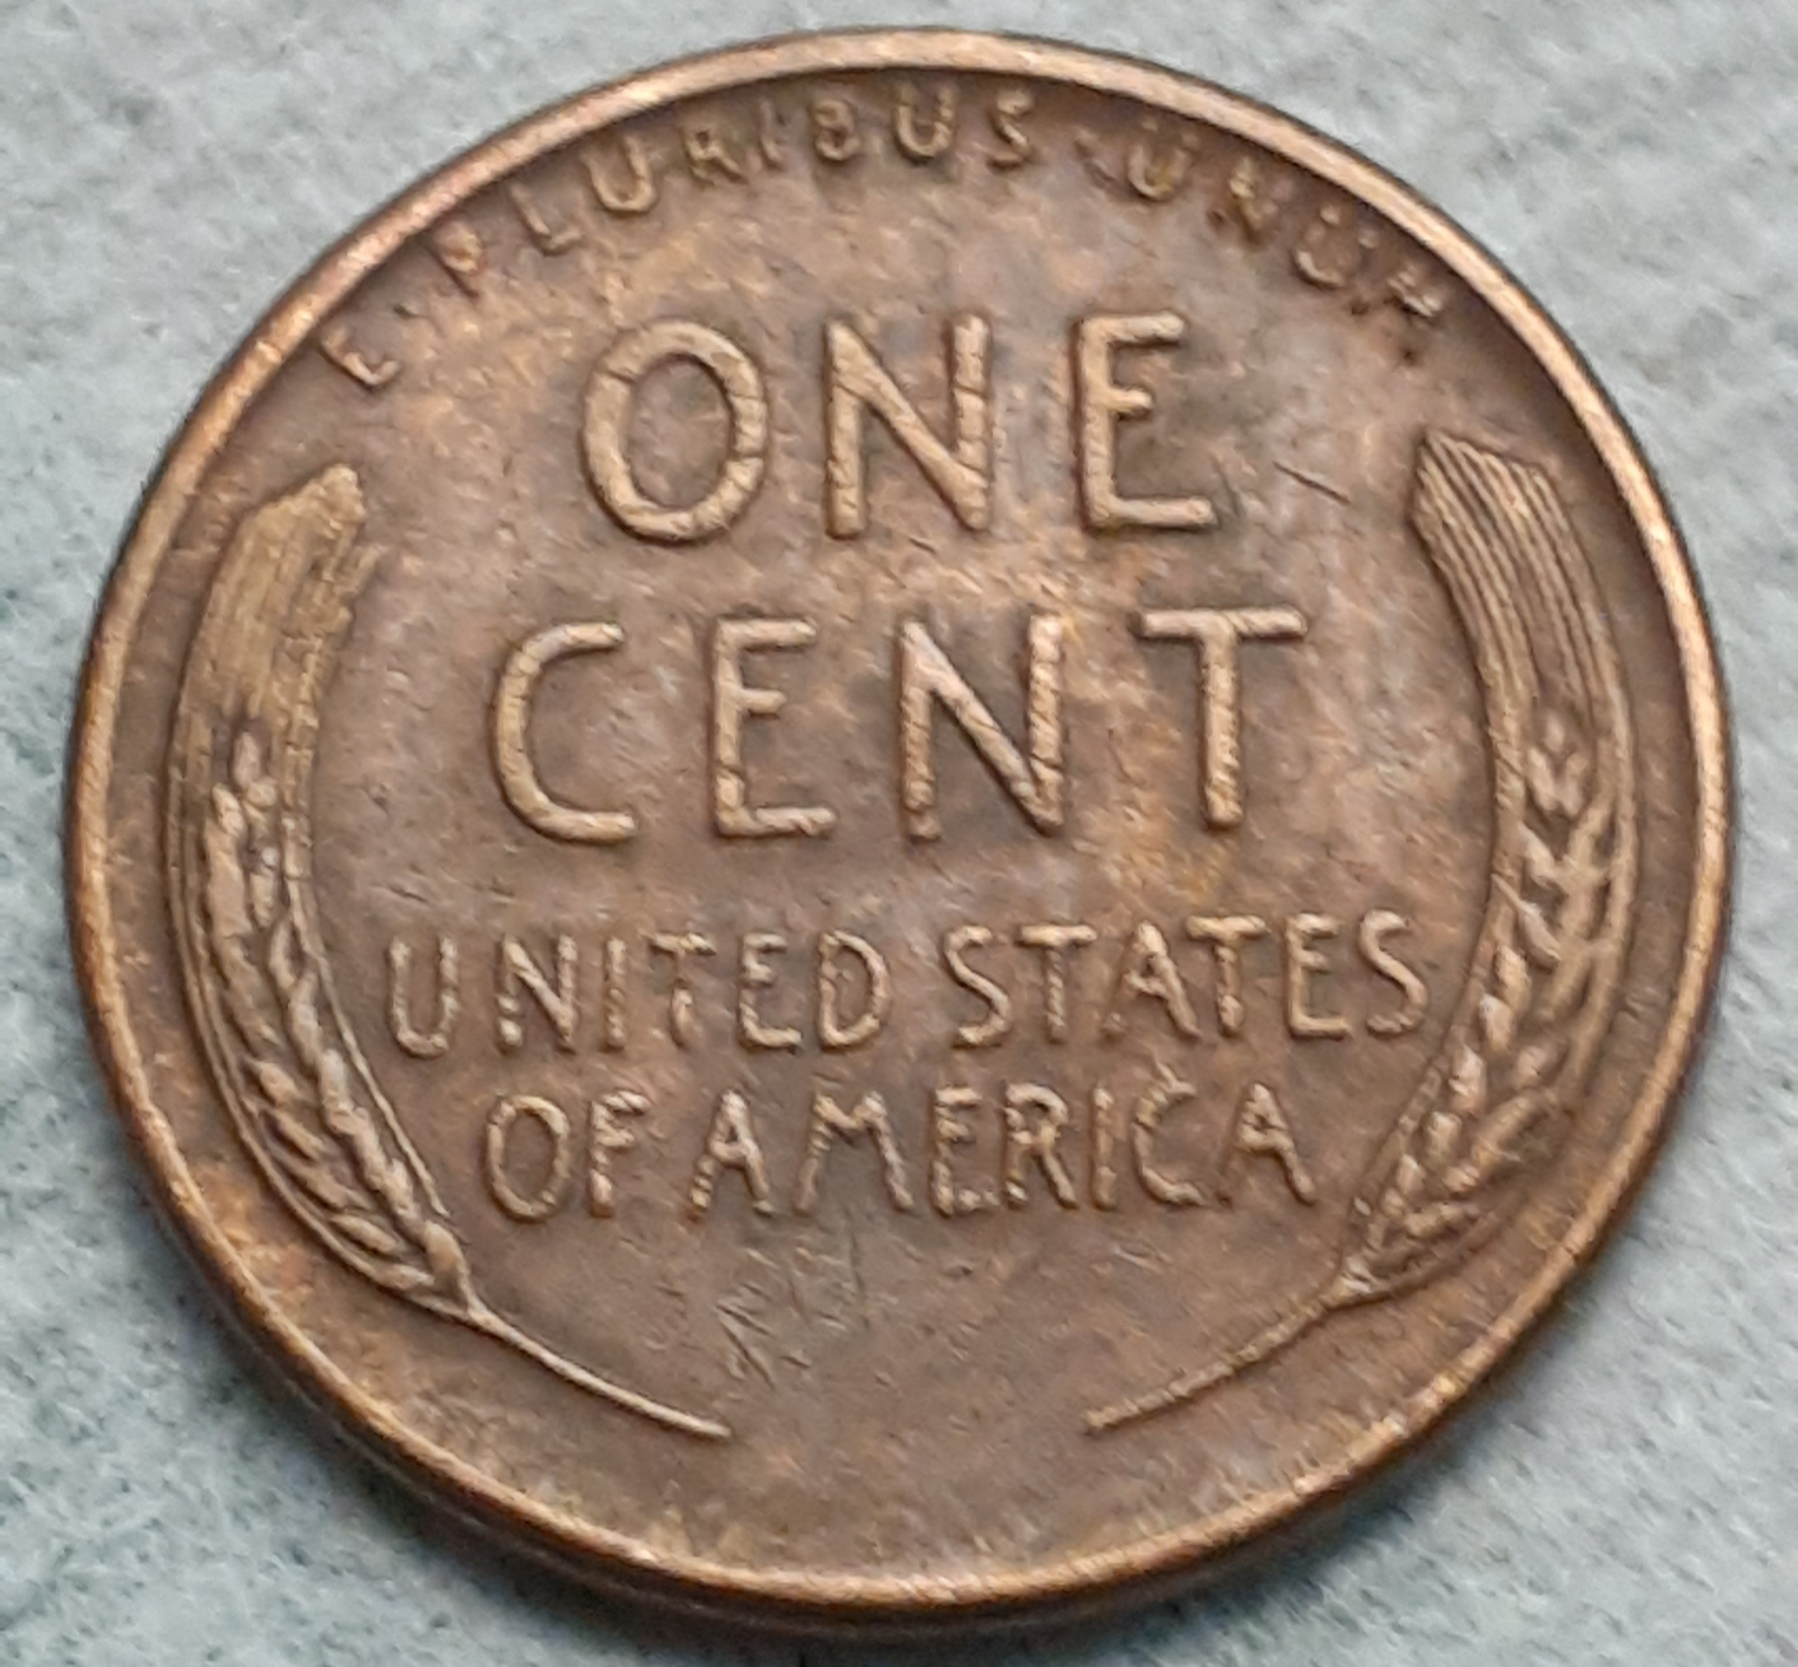 E·PLURIBUS·UNUM
ONE
CENT
UNITED STATES
OF AMERICA